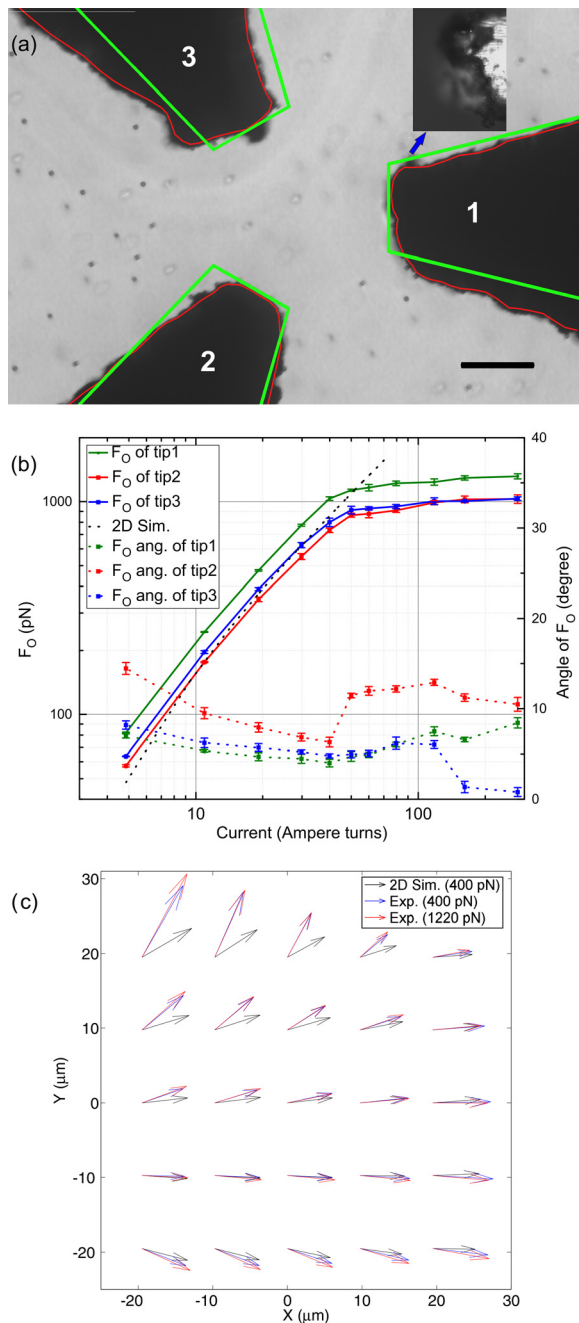 (a)
3
1
2
(b)
F_O of tip1
F_O of tip2
F_O of tip3
2D Sim.
F_O ang. of tip1
F_O ang. of tip2
F_O ang. of tip3
1000
100
F_O (pN)
40
35
30
25
20
15
10
5
0
Angle of F_O (degree)
10
100
Current (Ampere turns)
(c)
2D Sim. (400 pN)
Exp. (400 pN)
Exp. (1220 pN)
30
20
10
0
-10
-20
Y (μm)
-20
-10
0
10
20
30
X (μm)